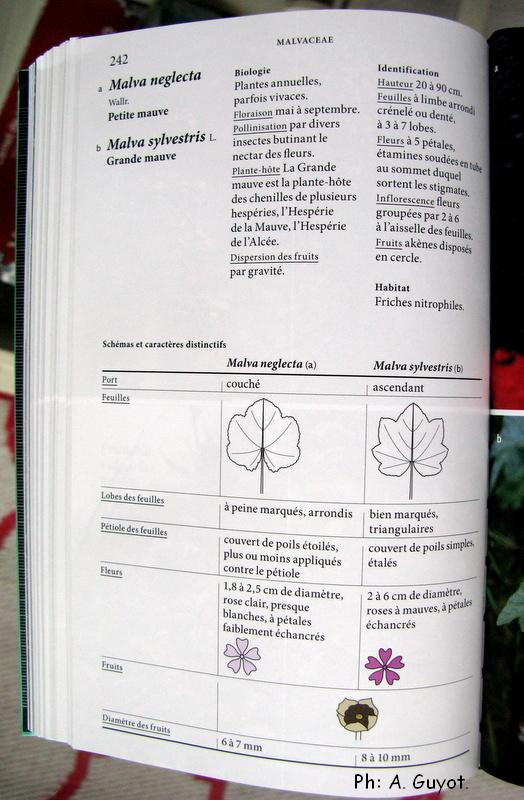 MALVACEAE
242
a Malva neglecta
Wallr.
Petite mauve
b Malva sylvestris L.
Grande mauve
Biologie
Plantes annuelles,
parfois vivaces.
Floraison mai à septembre.
Pollinisation par divers
insectes butinant le
nectar des fleurs.
Plante-hôte La Grande
mauve est la plante-hôte
des chenilles de plusieurs
hespéries, l'Hespérie
de la Mauve, l'Hespérie
de l'Alcée.
Dispersion des fruits
par gravité.
Identification
Hauteur 20 à 90 cm.
Feuilles à limbe arrondi
crénelé ou denté,
à 3 à 7 lobes.
Fleurs à 5 pétales,
étamines soudées en tube
au sommet duquel
sortent les stigmates.
Inflorescence fleurs
groupées par 2 à 6
à l'aisselle des feuilles.
Fruits akènes disposés
en cercle.
Habitat
Friches nitrophiles.
Schémas et caractères distinctifs
Malva neglecta (a) Malva sylvestris (b)
Port couché ascendant
Feuilles
Lobes des feuilles à peine marqués, arrondis bien marqués,
triangulaires
Pétiole des feuilles couvert de poils étoilés, couvert de poils simples,
plus ou moins appliqués étalés
contre le pétiole
Fleurs 1,8 à 2,5 cm de diamètre, 2 à 6 cm de diamètre,
rose clair, presque roses à mauves, à pétales
blanches, à pétales échancrés
faiblement échancrés
Fruits
Diamètre des fruits 6 à 7 mm 8 à 10 mm
a
b
Ph: A. Guyot.